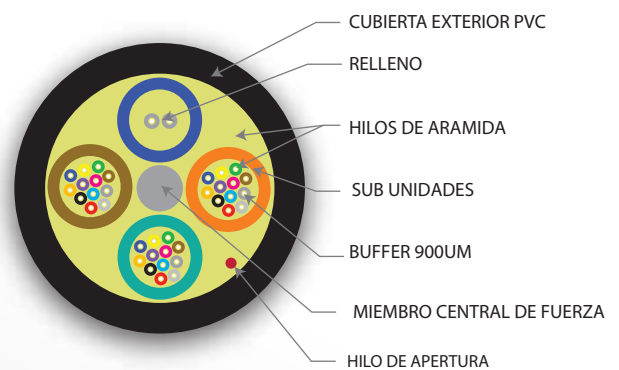 CUBIERTA EXTERIOR PVC
RELLENO
HILOS DE ARAMIDA
SUB UNIDADES
BUFFER 900UM
MIEMBRO CENTRAL DE FUERZA
HILO DE APERTURA